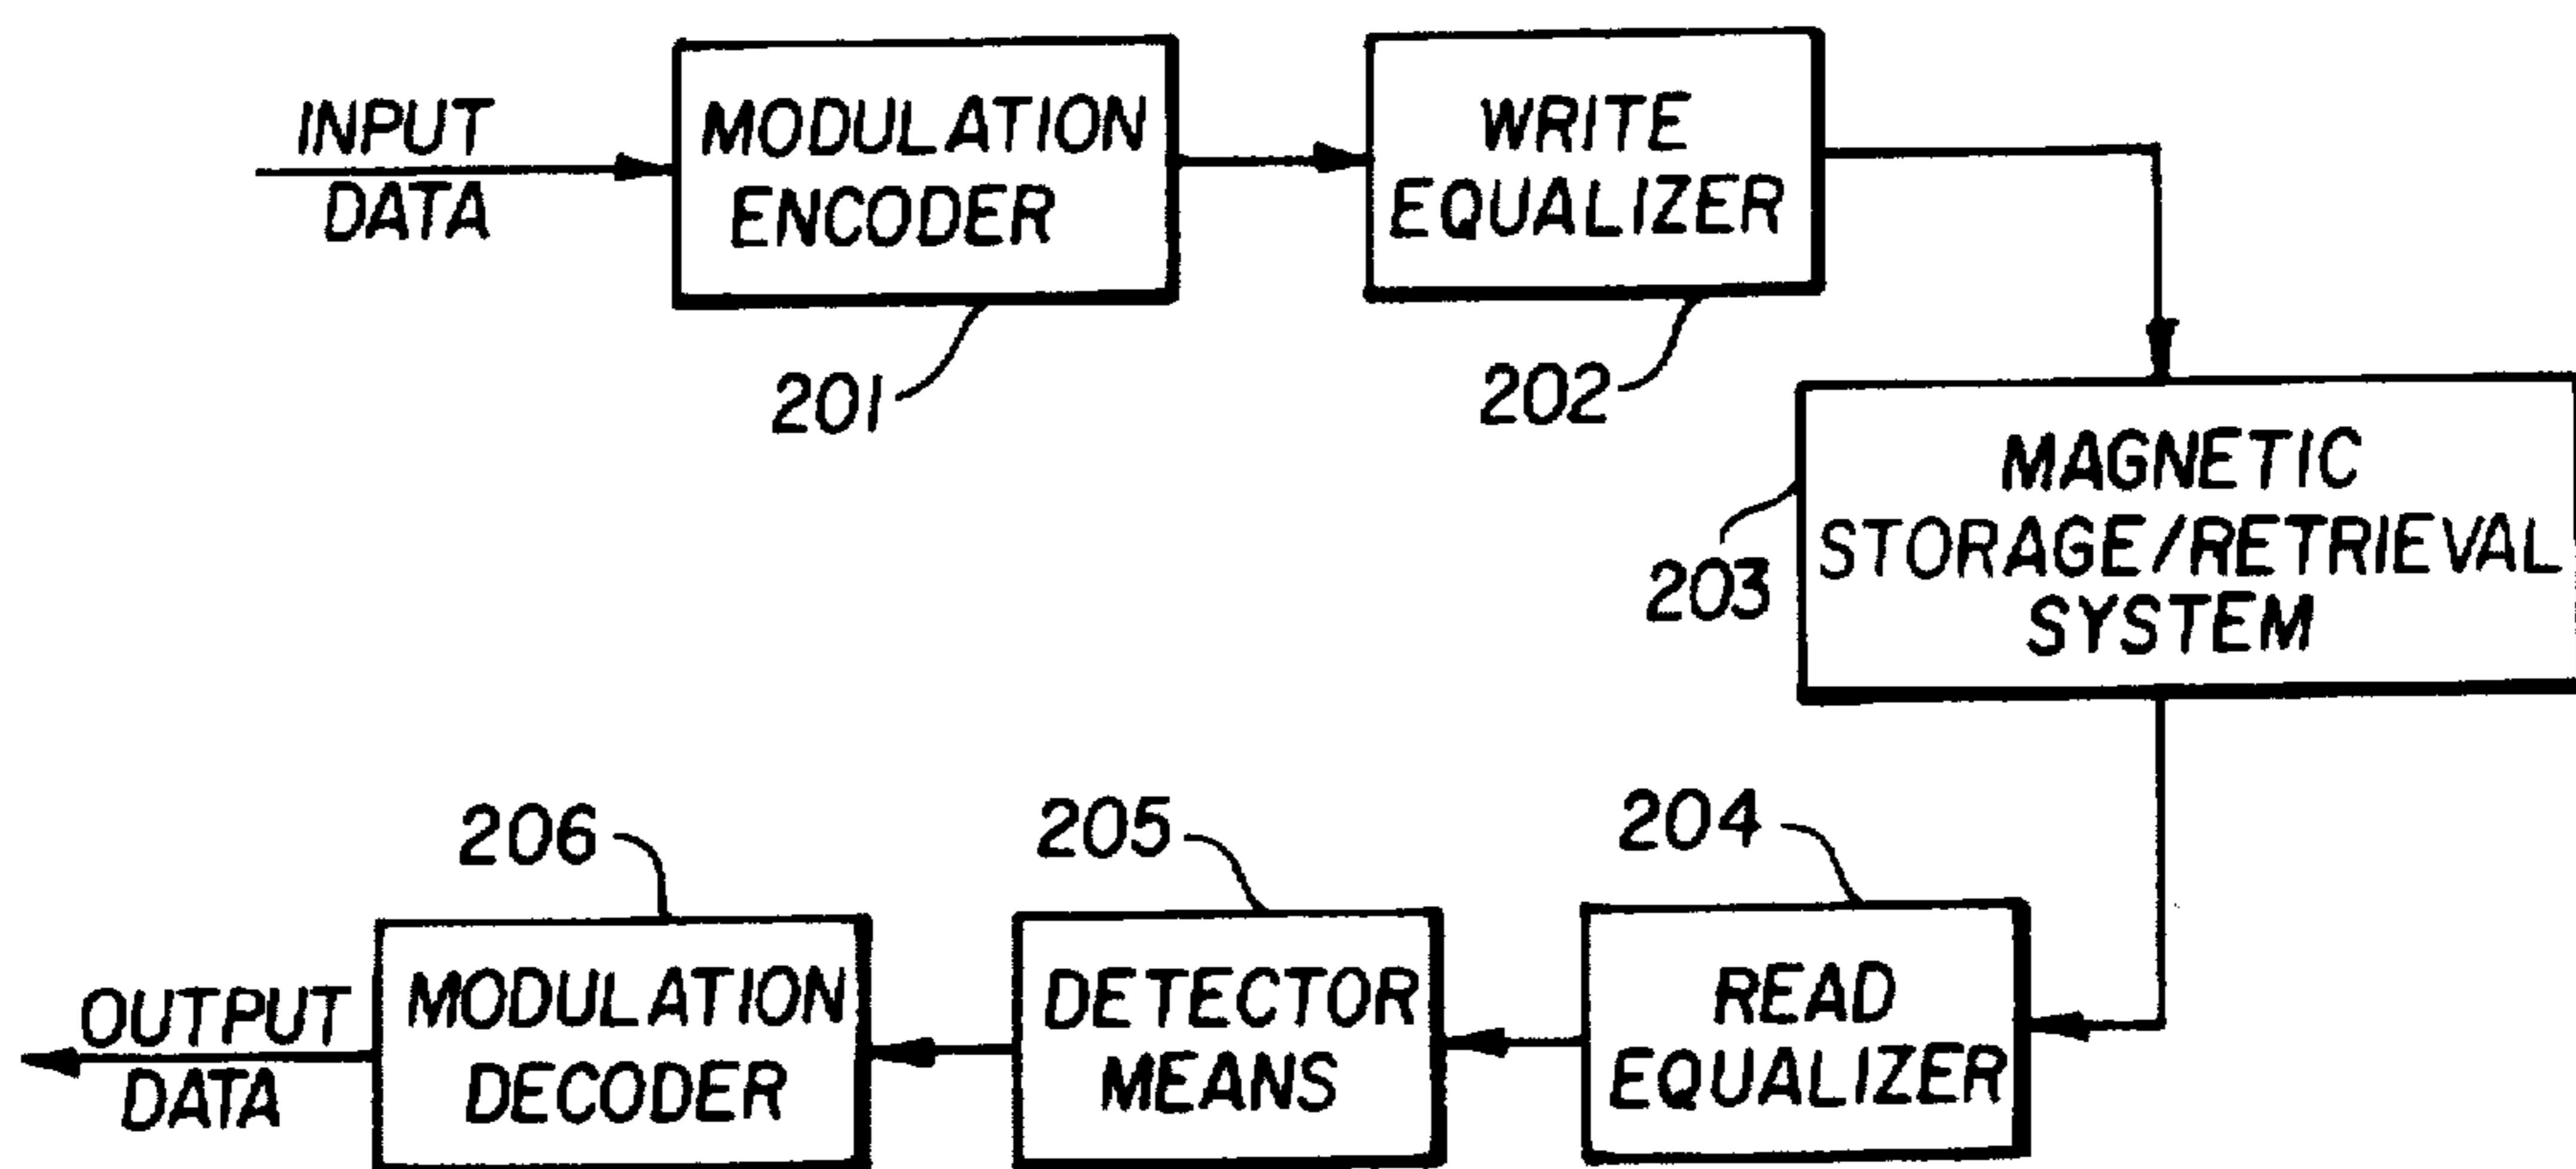 INPUT
DATA
MODULATION
ENCODER
201
WRITE
EQUALIZER
202
MAGNETIC
STORAGE/RETRIEVAL
SYSTEM
203
204
READ
EQUALIZER
205
DETECTOR
MEANS
206
MODULATION
DECODER
OUTPUT
DATA